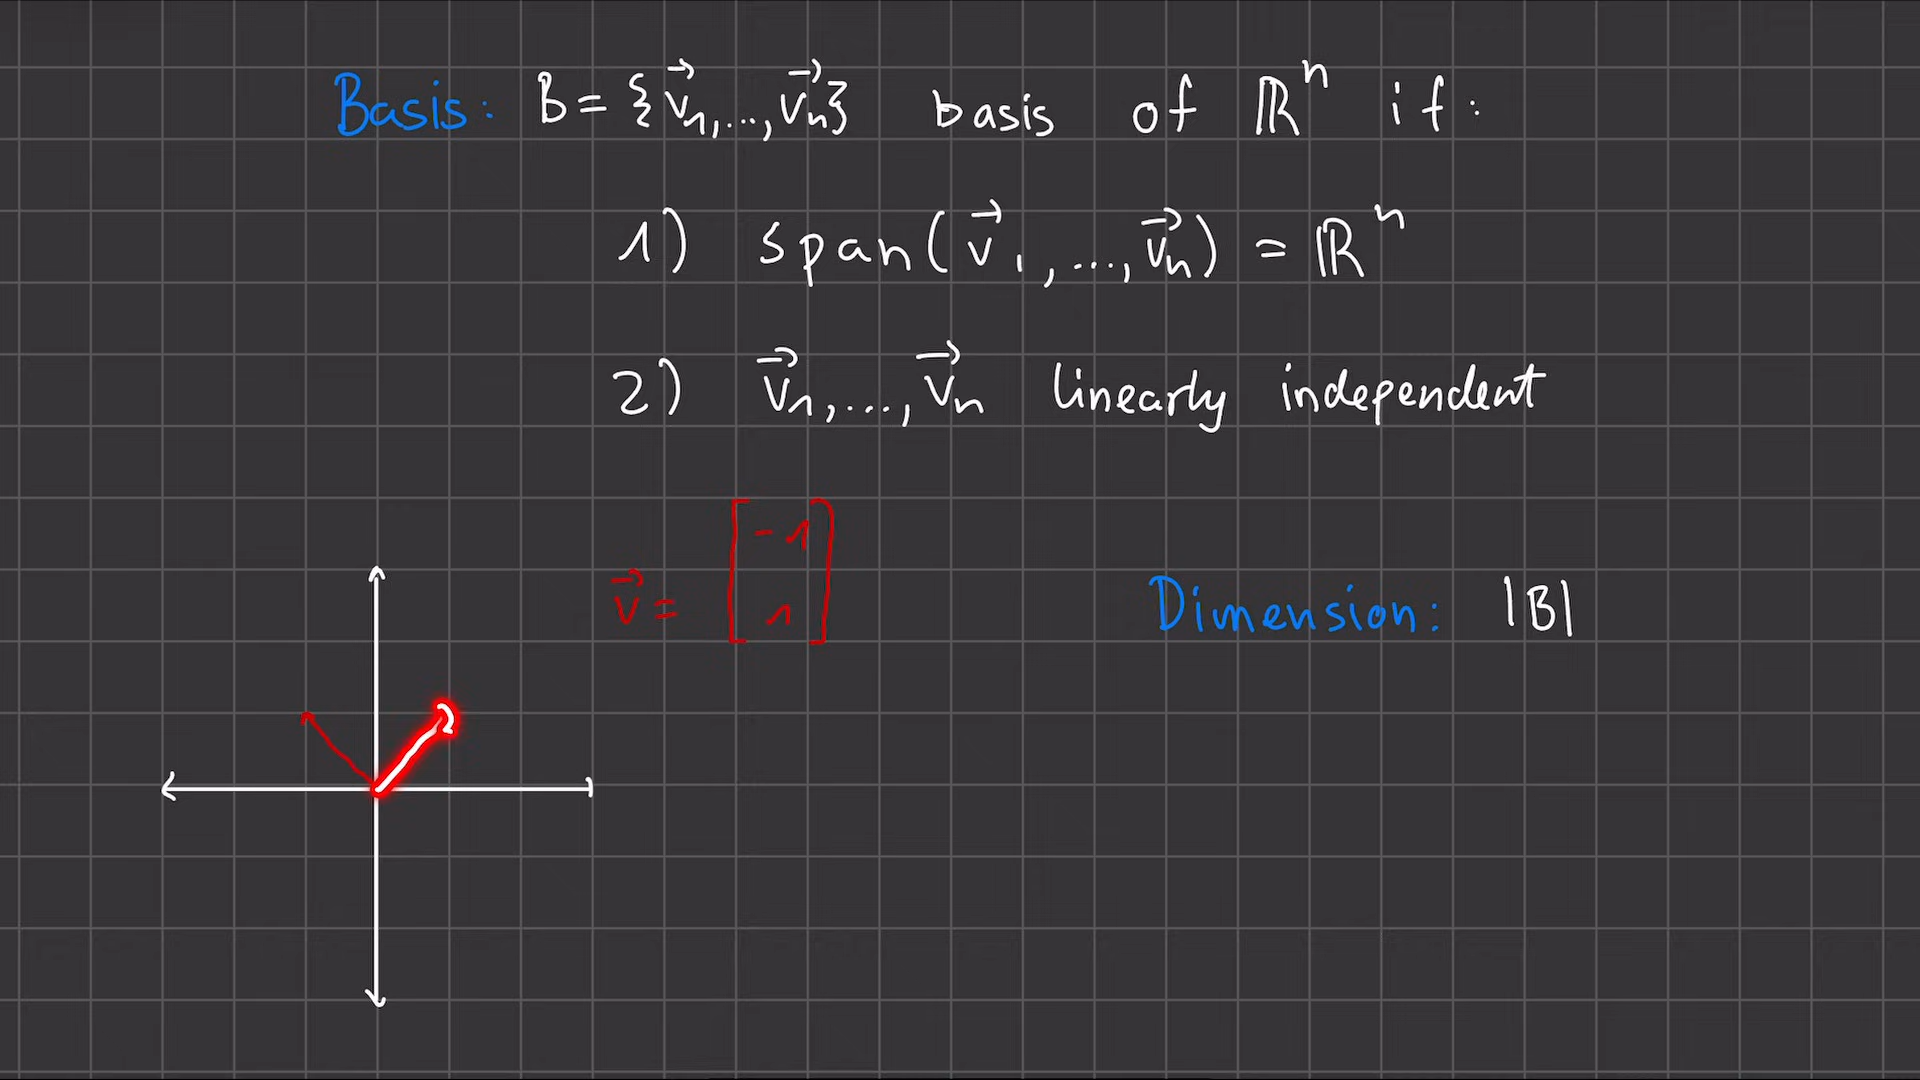 Basis: B = {v⃗₁,...,v⃗ₙ} basis of ℝⁿ if:
1) span(v⃗₁,...,v⃗ₙ) = ℝⁿ
2) v⃗₁,...,v⃗ₙ linearly independent
v⃗ = [-1
1]
Dimension: |B|